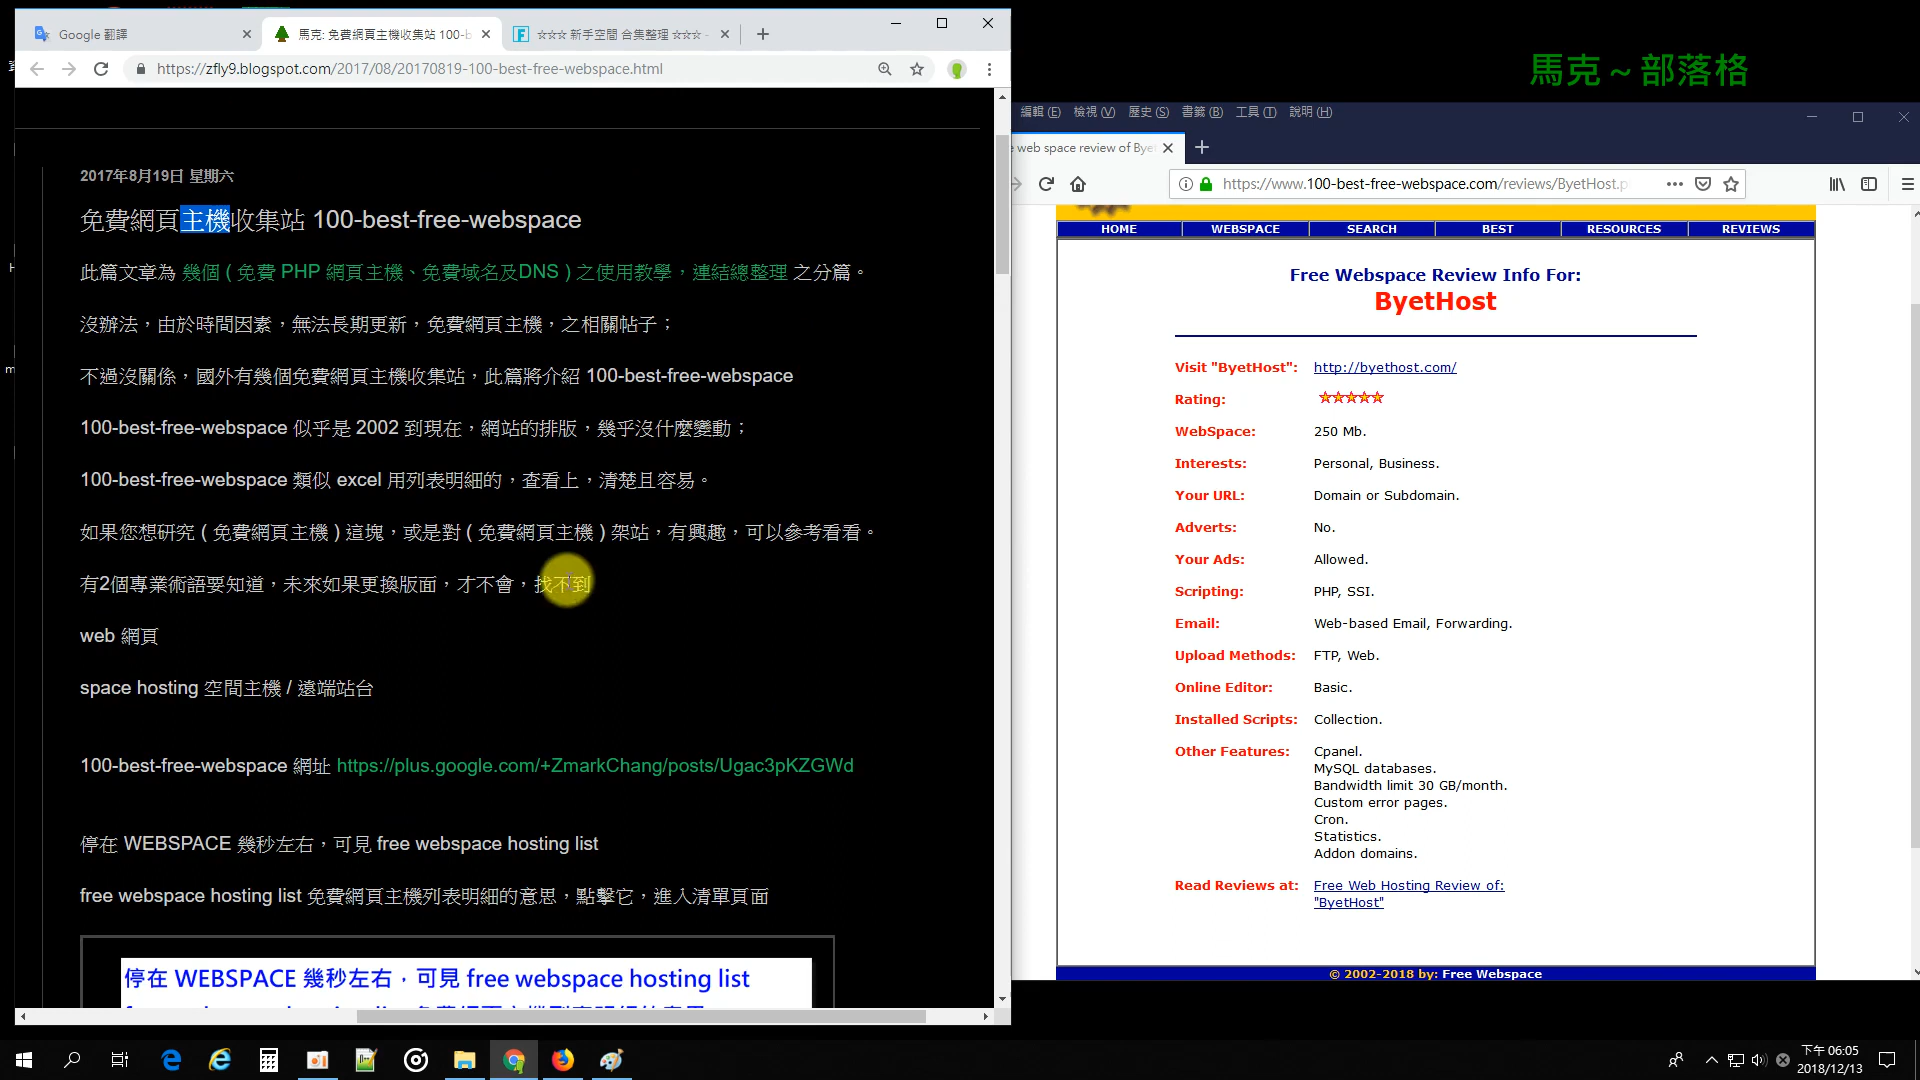 Google 翻譯
馬克: 免費網頁主機收集站 100-b
☆☆☆ 新手空間 合集整理 ☆☆☆ -
https://zfly9.blogspot.com/2017/08/20170819-100-best-free-webspace.html
2017年8月19日 星期六
免費網頁主機收集站 100-best-free-webspace
此篇文章為 幾個 ( 免費 PHP 網頁主機、免費域名及DNS ) 之使用教學，連結總整理 之分篇。
沒辦法，由於時間因素，無法長期更新，免費網頁主機，之相關帖子；
不過沒關係，國外有幾個免費網頁主機收集站，此篇將介紹 100-best-free-webspace
100-best-free-webspace 似乎是 2002 到現在，網站的排版，幾乎沒什麼變動；
100-best-free-webspace 類似 excel 用列表明細的，查看上，清楚且容易。
如果您想研究 ( 免費網頁主機 ) 這塊，或是對 ( 免費網頁主機 ) 架站，有興趣，可以參考看看。
有2個專業術語要知道，未來如果更換版面，才不會，找不到
web 網頁
space hosting 空間主機 / 遠端站台
100-best-free-webspace 網址 https://plus.google.com/+ZmarkChang/posts/Ugac3pKZGWd
停在 WEBSPACE 幾秒左右，可見 free webspace hosting list
free webspace hosting list 免費網頁主機列表明細的意思，點擊它，進入清單頁面
停在 WEBSPACE 幾秒左右，可見 free webspace hosting list
馬克 ~ 部落格
編輯 (E) 檢視 (V) 歷史 (S) 書籤 (B) 工具 (T) 說明 (H)
web space review of Bye
https://www.100-best-free-webspace.com/reviews/ByetHost.p
HOME WEBSPACE SEARCH BEST RESOURCES REVIEWS
Free Webspace Review Info For:
ByetHost
Visit "ByetHost": http://byethost.com/
Rating:
WebSpace: 250 Mb.
Interests: Personal, Business.
Your URL: Domain or Subdomain.
Adverts: No.
Your Ads: Allowed.
Scripting: PHP, SSI.
Email: Web-based Email, Forwarding.
Upload Methods: FTP, Web.
Online Editor: Basic.
Installed Scripts: Collection.
Other Features: Cpanel.
MySQL databases.
Bandwidth limit 30 GB/month.
Custom error pages.
Cron.
Statistics.
Addon domains.
Read Reviews at: Free Web Hosting Review of:
"ByetHost"
© 2002-2018 by: Free Webspace
下午 06:05
2018/12/13